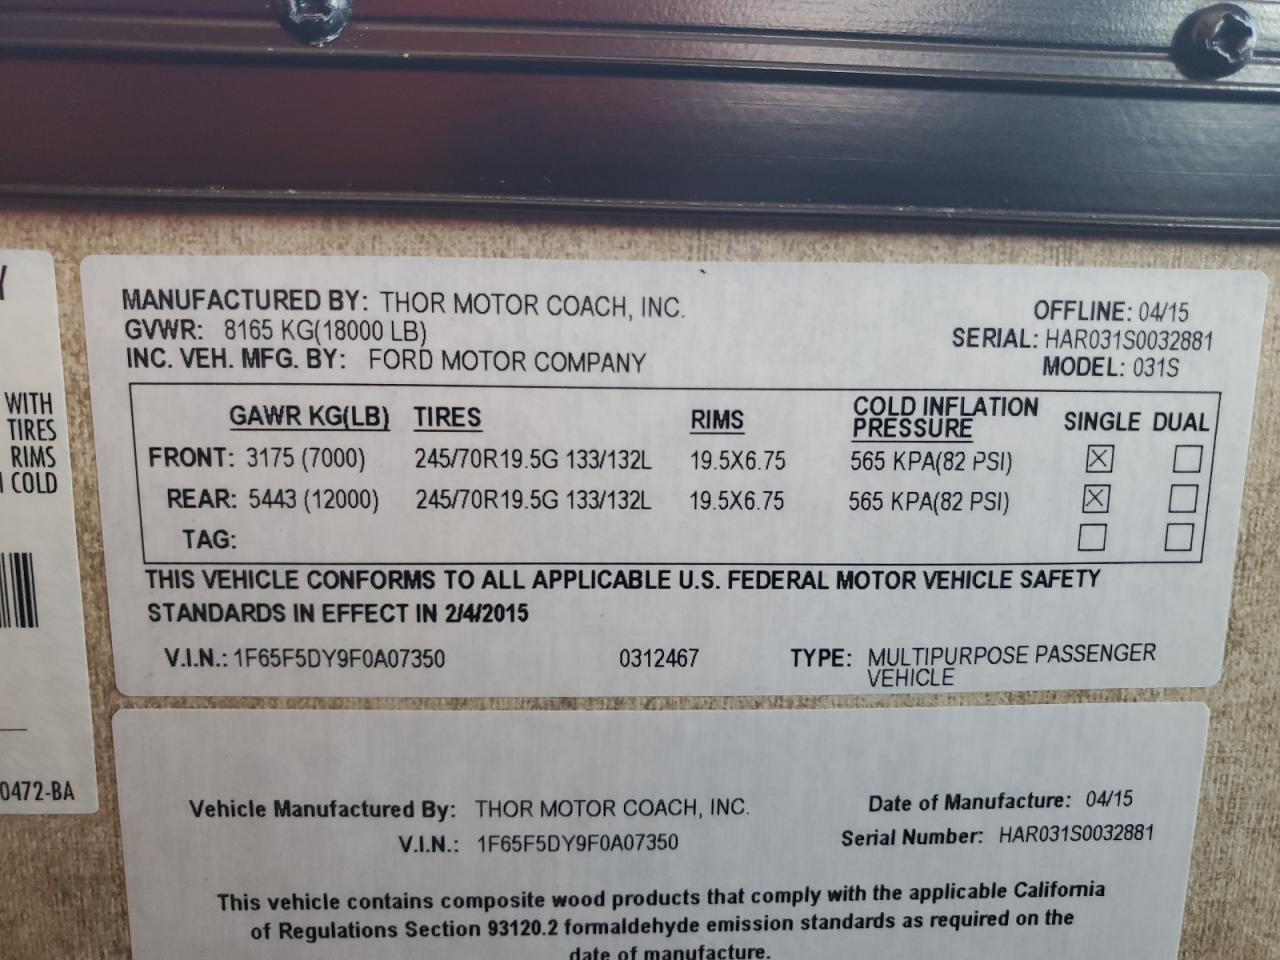 Y
WITH
TIRES
RIMS
COLD
0472-BA
MANUFACTURED BY: THOR MOTOR COACH, INC.
OFFLINE: 04/15
GVWR: 8165 KG(18000 LB)
SERIAL: HAR031S0032881
INC. VEH. MFG. BY: FORD MOTOR COMPANY
MODEL: 031S
GAWR KG(LB) TIRES RIMS COLD INFLATION PRESSURE SINGLE DUAL
FRONT: 3175 (7000) 245/70R19.5G 133/132L 19.5X6.75 565 KPA(82 PSI) ☒ ☐
REAR: 5443 (12000) 245/70R19.5G 133/132L 19.5X6.75 565 KPA(82 PSI) ☒ ☐
TAG: ☐ ☐
THIS VEHICLE CONFORMS TO ALL APPLICABLE U.S. FEDERAL MOTOR VEHICLE SAFETY
STANDARDS IN EFFECT IN 2/4/2015
V.I.N.: 1F65F5DY9F0A07350 0312467 TYPE: MULTIPURPOSE PASSENGER
VEHICLE
Vehicle Manufactured By: THOR MOTOR COACH, INC. Date of Manufacture: 04/15
V.I.N.: 1F65F5DY9F0A07350 Serial Number: HAR031S0032881
This vehicle contains composite wood products that comply with the applicable California
of Regulations Section 93120.2 formaldehyde emission standards as required on the
date of manufacture.